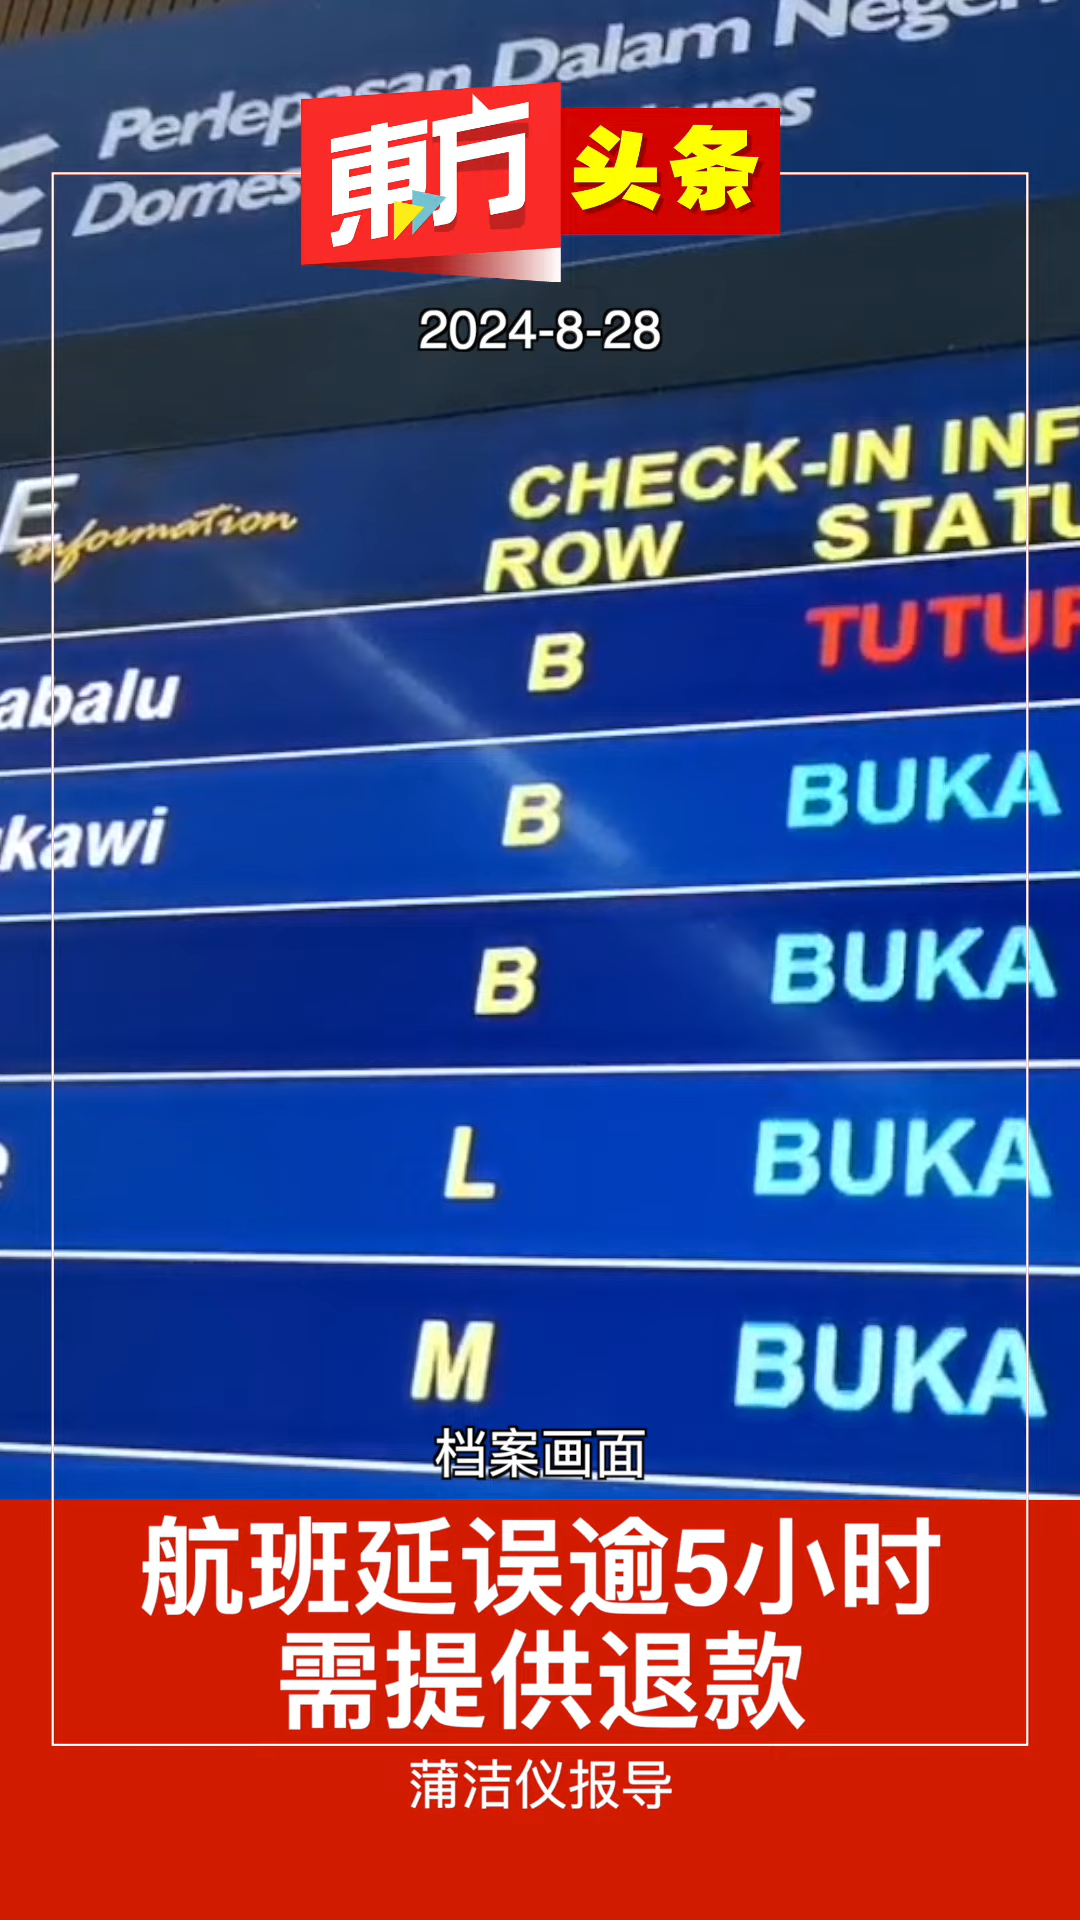 Perlepasan Dalam Negeri
東方 头条
2024-8-28
information
CHECK-IN INF
ROW STATU
abalu B TUTUP
kawi B BUKA
B BUKA
L BUKA
M BUKA
档案画面
航班延误逾5小时
需提供退款
蒲洁仪报导